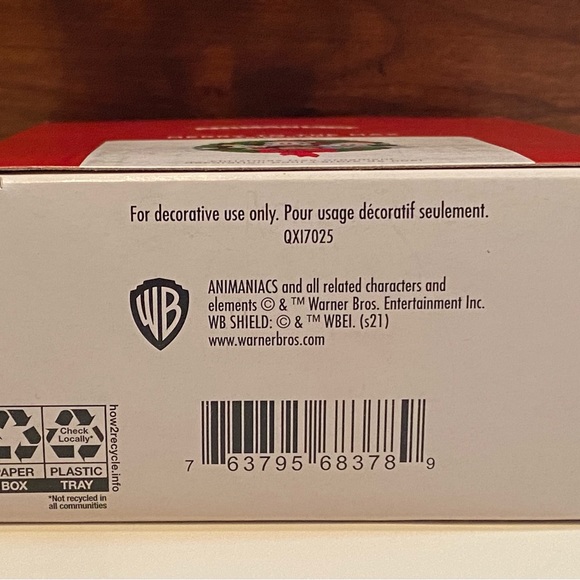 For decorative use only. Pour usage décoratif seulement.
QXI7025
WB
ANIMANIACS and all related characters and
elements © & ™ Warner Bros. Entertainment Inc.
WB SHIELD: © & ™ WBEI. (s21)
www.warnerbros.com
Check
Locally*
APER
BOX
PLASTIC
TRAY
how2recycle.info
*Not recycled in
all communities
7 63795 68378 9